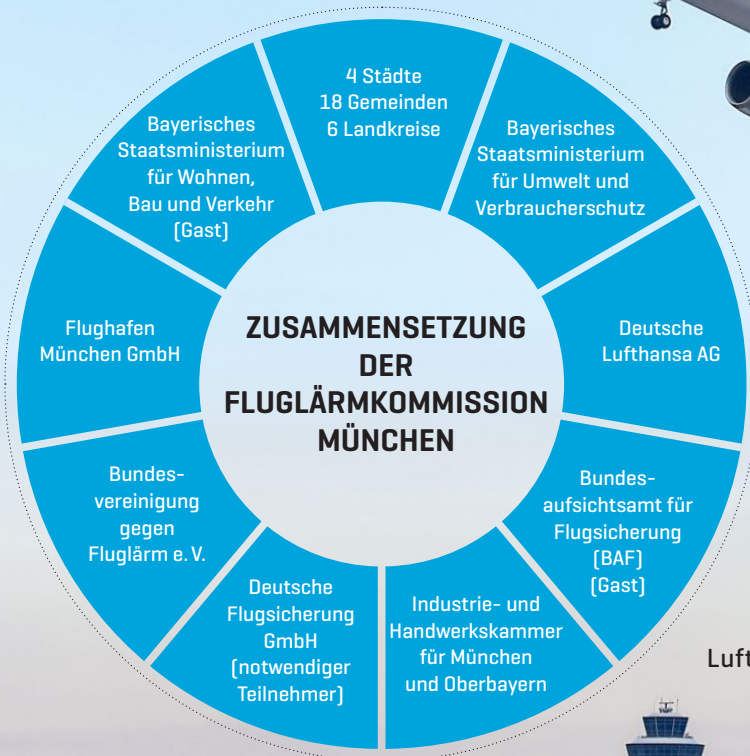 ZUSAMMENSETZUNG
DER
FLUGLÄRMKOMMISSION
MÜNCHEN
4 Städte
18 Gemeinden
6 Landkreise
Bayerisches
Staatsministerium
für Umwelt und
Verbraucherschutz
Deutsche
Lufthansa AG
Bundes-
aufsichtsamt für
Flugsicherung
(BAF)
(Gast)
Industrie- und
Handwerkskammer
für München
und Oberbayern
Deutsche
Flugsicherung
GmbH
(notwendiger
Teilnehmer)
Bundes-
vereinigung
gegen
Fluglärm e. V.
Flughafen
München GmbH
Bayerisches
Staatsministerium
für Wohnen,
Bau und Verkehr
(Gast)
Luft